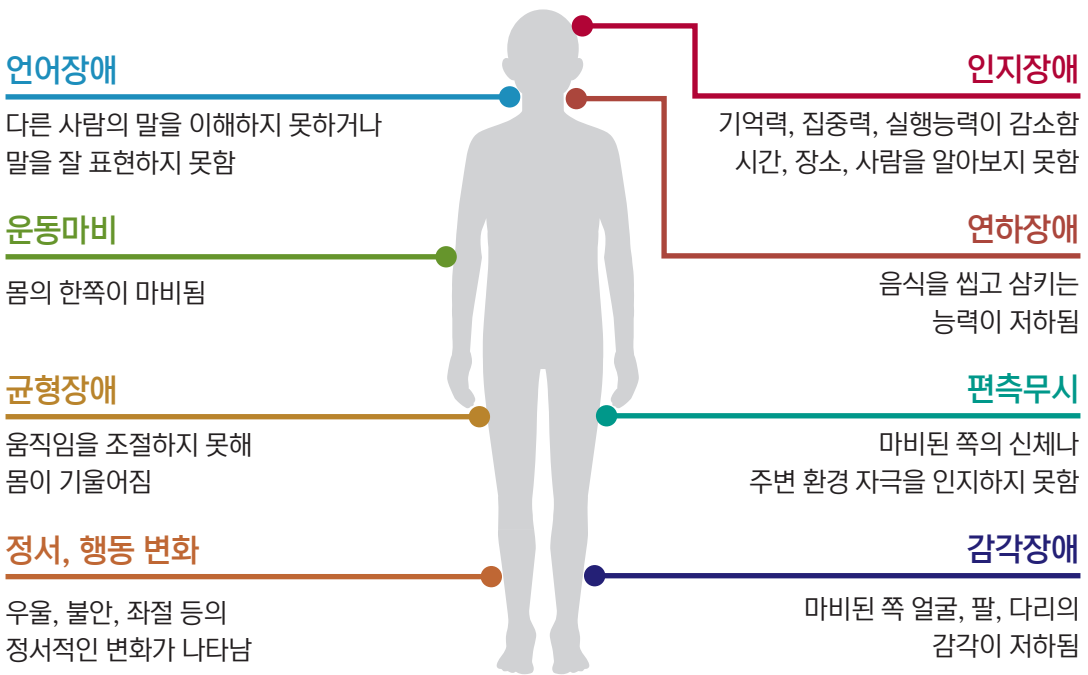 언어장애
다른 사람의 말을 이해하지 못하거나
말을 잘 표현하지 못함
운동마비
몸의 한쪽이 마비됨
균형장애
움직임을 조절하지 못해
몸이 기울어짐
정서, 행동 변화
우울, 불안, 좌절 등의
정서적인 변화가 나타남
인지장애
기억력, 집중력, 실행능력이 감소함
시간, 장소, 사람을 알아보지 못함
연하장애
음식을 씹고 삼키는
능력이 저하됨
편측무시
마비된 쪽의 신체나
주변 환경 자극을 인지하지 못함
감각장애
마비된 쪽 얼굴, 팔, 다리의
감각이 저하됨